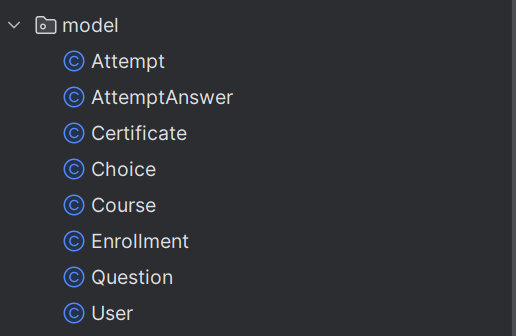 model
Attempt
AttemptAnswer
Certificate
Choice
Course
Enrollment
Question
User